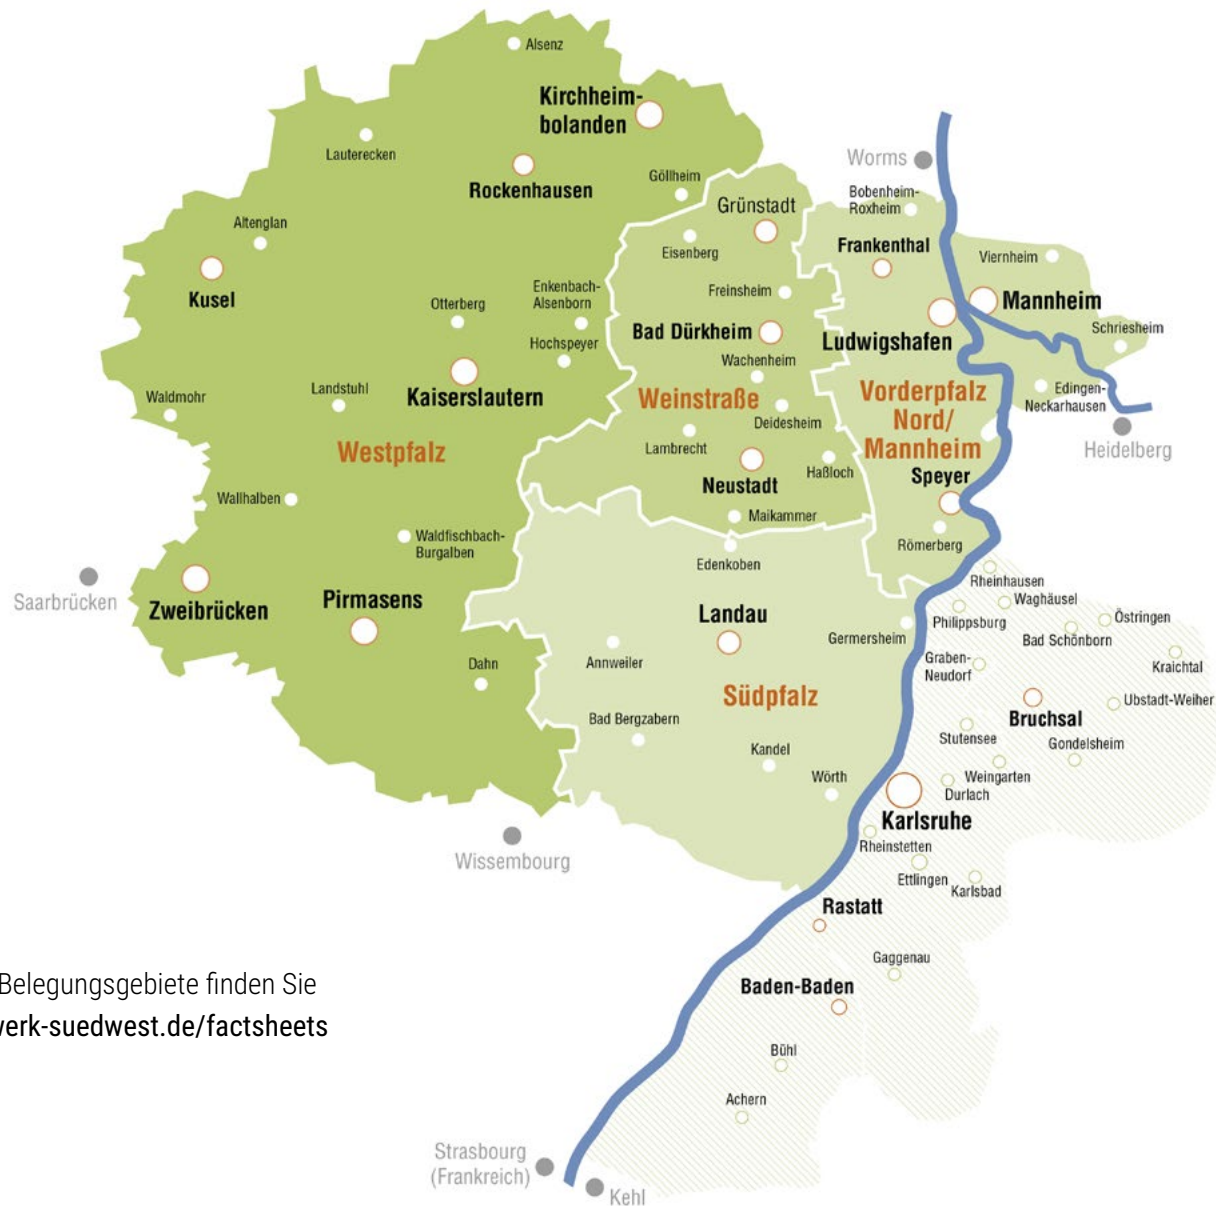 Alsenz
Kirchheim-
bolanden
Lauterecken
Rockenhausen
Göllheim
Worms
Bobenheim-
Roxheim
Grünstadt
Altenglan
Eisenberg
Frankenthal
Viernheim
Kusel
Enkenbach-
Alsenborn
Freinsheim
Mannheim
Otterberg
Bad Dürkheim
Ludwigshafen
Schriesheim
Hochspeyer
Wachenheim
Landstuhl
Waldmohr
Kaiserslautern
Weinstraße
Vorderpfalz
Nord/
Mannheim
Edingen-
Neckarhausen
Deidesheim
Westpfalz
Lambrecht
Heidelberg
Haßloch
Neustadt
Speyer
Wallhalben
Maikammer
Waldfischbach-
Burgalben
Römerberg
Edenkoben
Saarbrücken
Zweibrücken
Pirmasens
Rheinhausen
Waghäusel
Landau
Philippsburg
Östringen
Germersheim
Bad Schönborn
Annweiler
Dahn
Graben-
Neudorf
Kraichtal
Südpfalz
Ubstadt-Weiher
Bad Bergzabern
Bruchsal
Stutensee
Gondelsheim
Kandel
Wörth
Weingarten
Durlach
Karlsruhe
Wissembourg
Rheinstetten
Ettlingen
Karlsbad
Rastatt
Gaggenau
Belegungsgebiete finden Sie
Baden-Baden
werk-suedwest.de/factsheets
Bühl
Achern
Strasbourg
(Frankreich)
Kehl